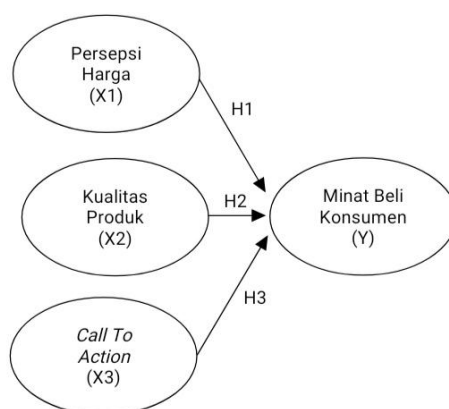 Persepsi
Harga
(X1)
H1
Kualitas
Produk
(X2)
H2
Minat Beli
Konsumen
(Y)
H3
Call To
Action
(X3)